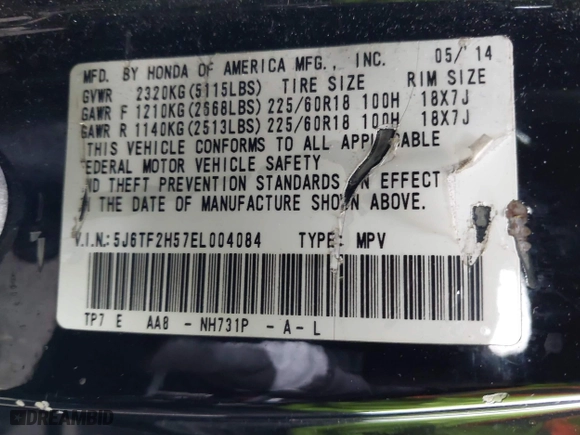 MFD. BY HONDA OF AMERICA MFG., INC. 05/'14
GVWR 2320KG(5115LBS) TIRE SIZE RIM SIZE
GAWR F 1210KG(2668LBS) 225/60R18 100H 18X7J
GAWR R 1140KG(2513LBS) 225/60R18 100H 18X7J
THIS VEHICLE CONFORMS TO ALL APPLICABLE
FEDERAL MOTOR VEHICLE SAFETY
AND THEFT PREVENTION STANDARDS IN EFFECT
ON THE DATE OF MANUFACTURE SHOWN ABOVE.
V.I.N.:5J6TF2H57EL004084 TYPE: MPV
TP7 E AA8 - NH731P - A - L
DREAMBID